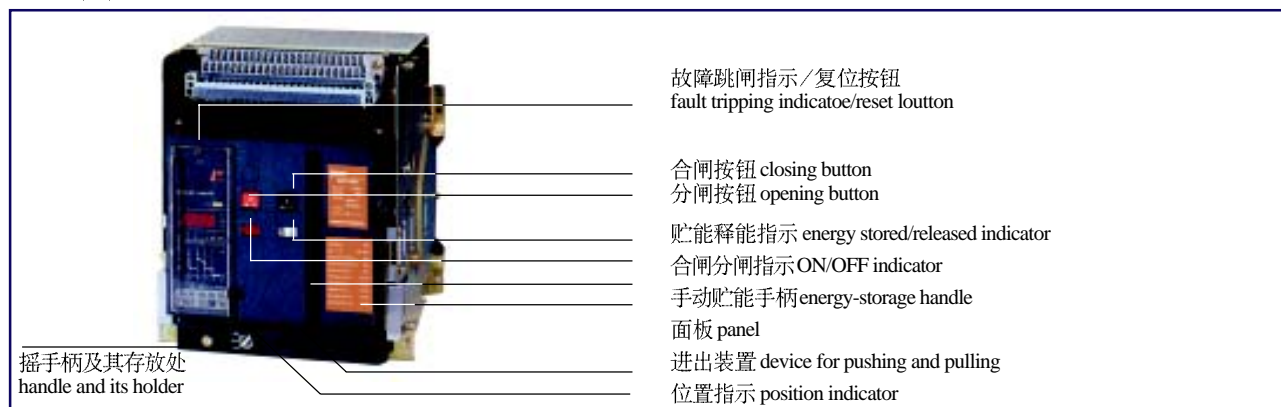 故障跳闸指示／复位按钮
fault tripping indicatoe/reset loutton
合闸按钮 closing button
分闸按钮 opening button
贮能释能指示 energy stored/released indicator
合闸分闸指示 ON/OFF indicator
手动贮能手柄 energy-storage handle
面板 panel
进出装置 device for pushing and pulling
位置指示 position indicator
摇手柄及其存放处
handle and its holder